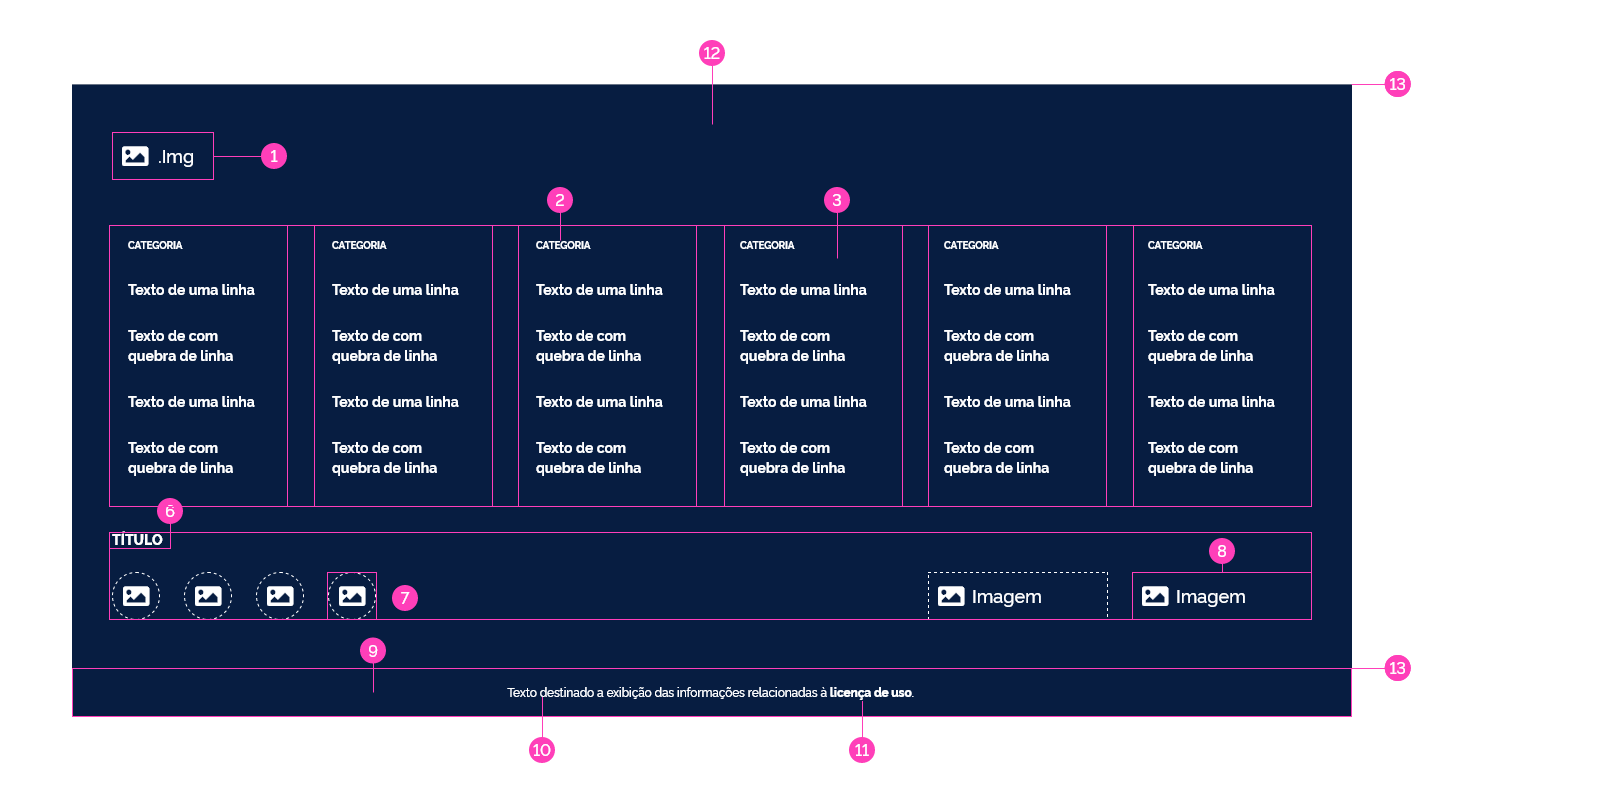 12
13
.Img
1
2
3
CATEGORIA
Texto de uma linha
Texto de com
quebra de linha
Texto de uma linha
Texto de com
quebra de linha
CATEGORIA
Texto de uma linha
Texto de com
quebra de linha
Texto de uma linha
Texto de com
quebra de linha
CATEGORIA
Texto de uma linha
Texto de com
quebra de linha
Texto de uma linha
Texto de com
quebra de linha
CATEGORIA
Texto de uma linha
Texto de com
quebra de linha
Texto de uma linha
Texto de com
quebra de linha
CATEGORIA
Texto de uma linha
Texto de com
quebra de linha
Texto de uma linha
Texto de com
quebra de linha
CATEGORIA
Texto de uma linha
Texto de com
quebra de linha
Texto de uma linha
Texto de com
quebra de linha
6
TÍTULO
7
8
Imagem
Imagem
9
13
Texto destinado a exibição das informações relacionadas à licença de uso.
10
11